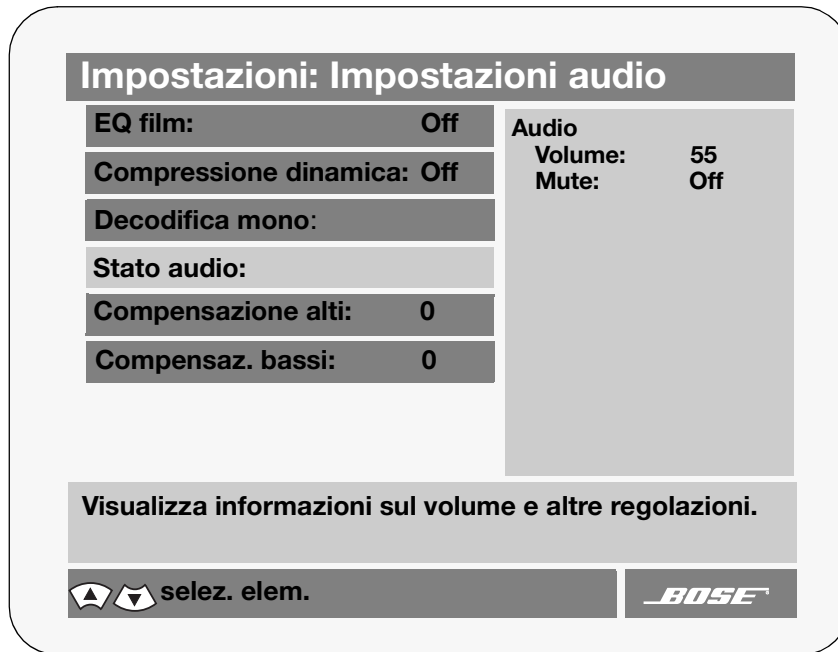 Impostazioni: Impostazioni audio
EQ film: Off
Compressione dinamica: Off
Decodifica mono:
Stato audio:
Compensazione alti: 0
Compensaz. bassi: 0
Audio
Volume: 55
Mute: Off
Visualizza informazioni sul volume e altre regolazioni.
selez. elem.
BOSE